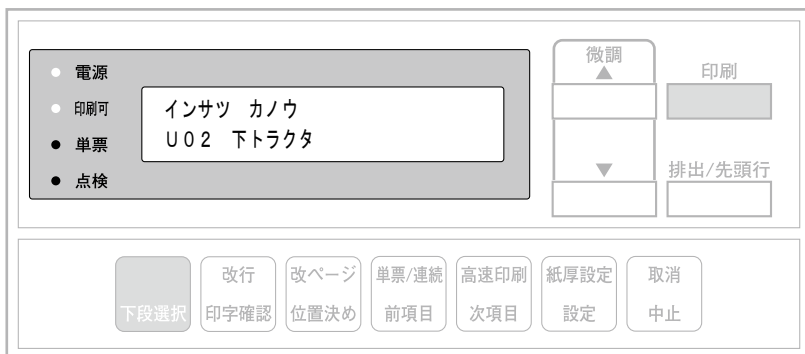 電源
印刷可
単票
点検
インサツ カノウ
U02 下トラクタ
微調
▲
▼
印刷
排出/先頭行
下段選択
改行
印字確認
改ページ
位置決め
単票/連続
前項目
高速印刷
次項目
紙厚設定
設定
取消
中止